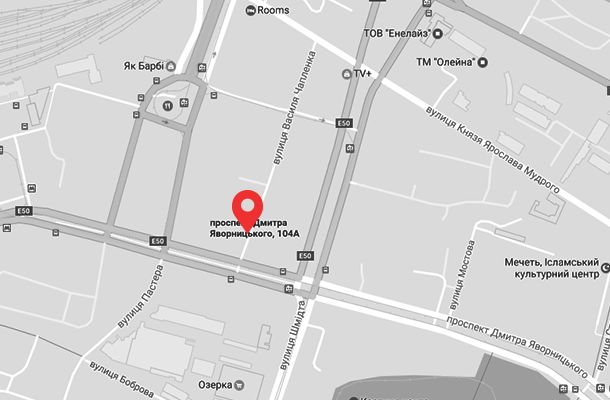 Rooms
ТОВ "Енелайз"
Як Барбі
TV+
ТМ "Олейна"
вулиця Василя Чапленка
E50
вулиця Князя Ярослава Мудрого
E50
проспект Дмитра
Яворницького, 104А
E50
E50
Мечеть, Ісламський
культурний центр
вулиця Мостова
вулиця Пастера
вулиця Шмідта
проспект Дмитра Яворницького
вулиця Боброва
Озерка